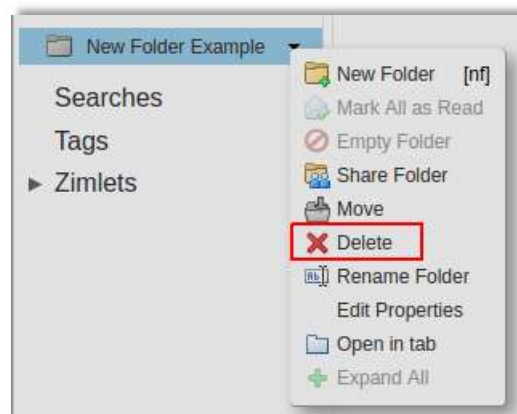 New Folder Example
Searches
Tags
Zimlets
New Folder [nf]
Mark All as Read
Empty Folder
Share Folder
Move
Delete
Rename Folder
Edit Properties
Open in tab
Expand All